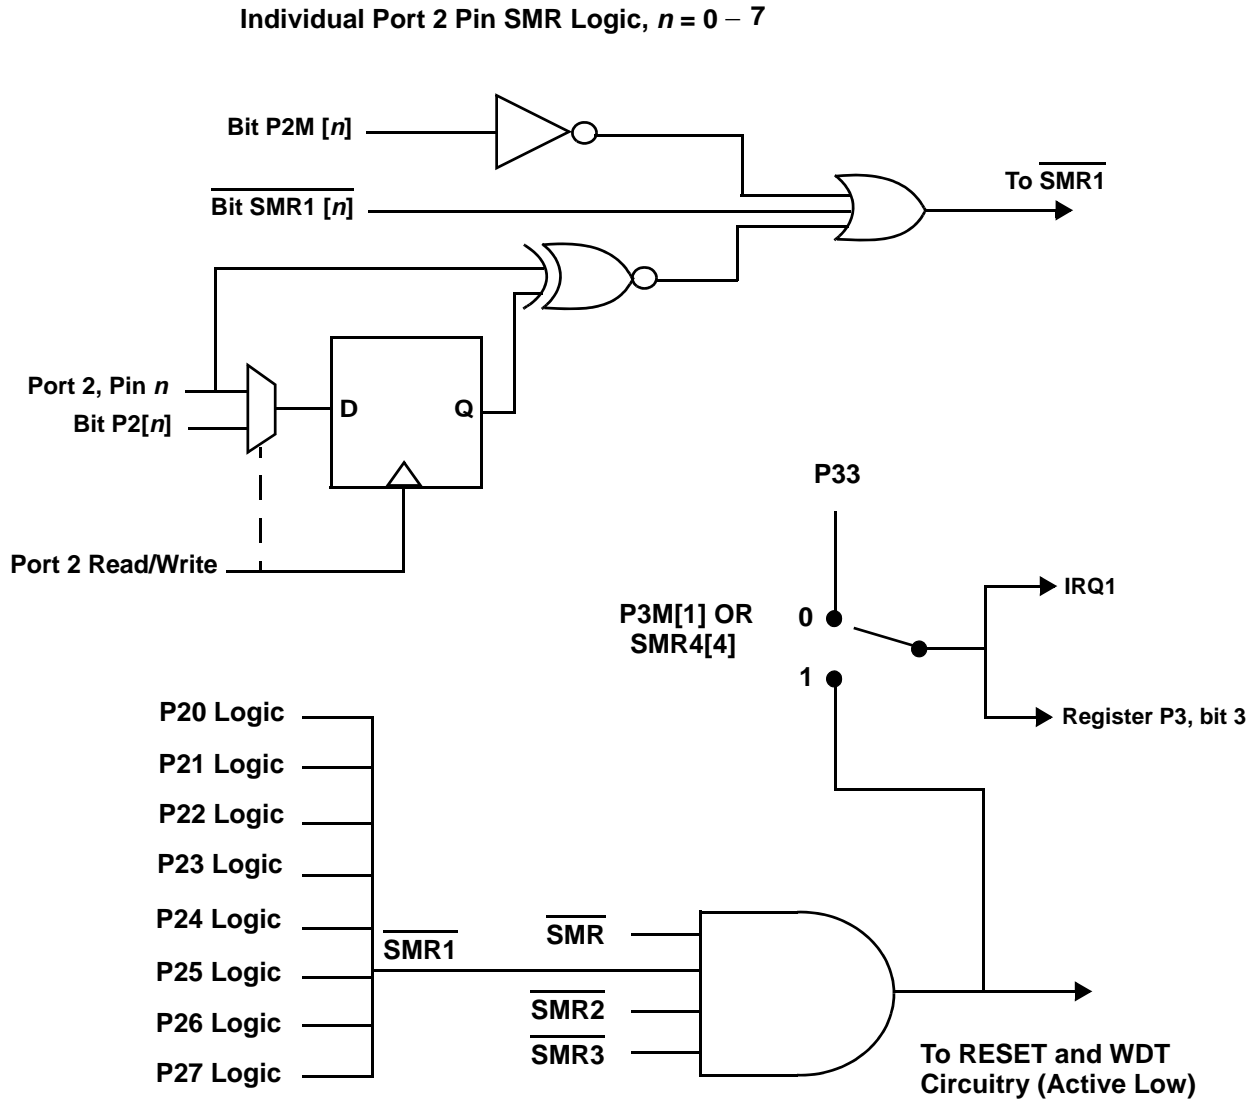 Individual Port 2 Pin SMR Logic, n = 0 – 7
Bit P2M [n]
Bit SMR1 [n]
To SMR1
Port 2, Pin n
Bit P2[n]
D
Q
Port 2 Read/Write
P33
P3M[1] OR
SMR4[4]
0
1
IRQ1
Register P3, bit 3
P20 Logic
P21 Logic
P22 Logic
P23 Logic
P24 Logic
P25 Logic
P26 Logic
P27 Logic
SMR1
SMR
SMR2
SMR3
To RESET and WDT
Circuitry (Active Low)